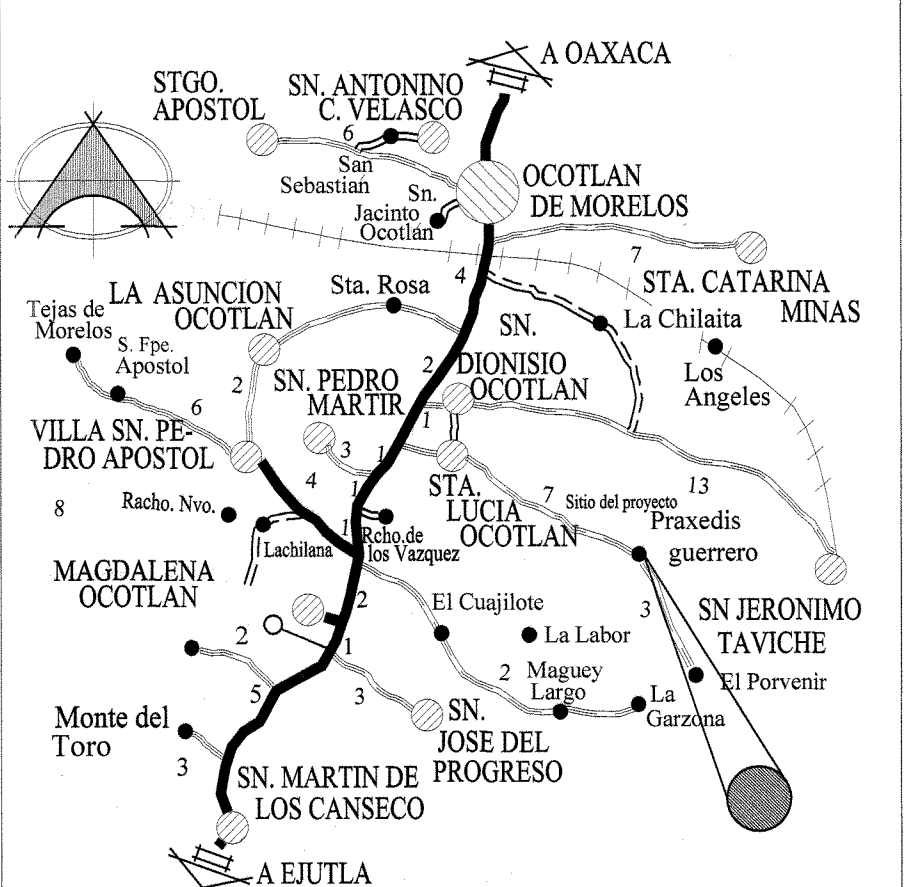 A OAXACA
STGO.
APOSTOL
SN. ANTONINO
C. VELASCO
6
San
Sebastian
Sn.
Jacinto
Ocotlán
OCOTLAN
DE MORELOS
7
STA. CATARINA
MINAS
4
LA ASUNCION
OCOTLAN
Sta. Rosa
Tejas de
Morelos
S. Fpe.
Apostol
SN.
DIONISIO
OCOTLAN
La Chilaita
Los
Angeles
2
2
SN. PEDRO
MARTIR
6
1
VILLA SN. PE-
DRO APOSTOL
3
1
4
1
STA.
LUCIA
OCOTLAN
7
13
Sitio del proyecto
Praxedis
guerrero
8
Racho. Nvo.
1
Rcho.de
los Vazquez
Lachilana
MAGDALENA
OCOTLAN
2
El Cuajilote
3
SN JERONIMO
TAVICHE
La Labor
2
1
5
3
2
Maguey
Largo
El Porvenir
La
Garzona
Monte del
Toro
3
SN.
JOSE DEL
PROGRESO
SN. MARTIN DE
LOS CANSECO
A EJUTLA